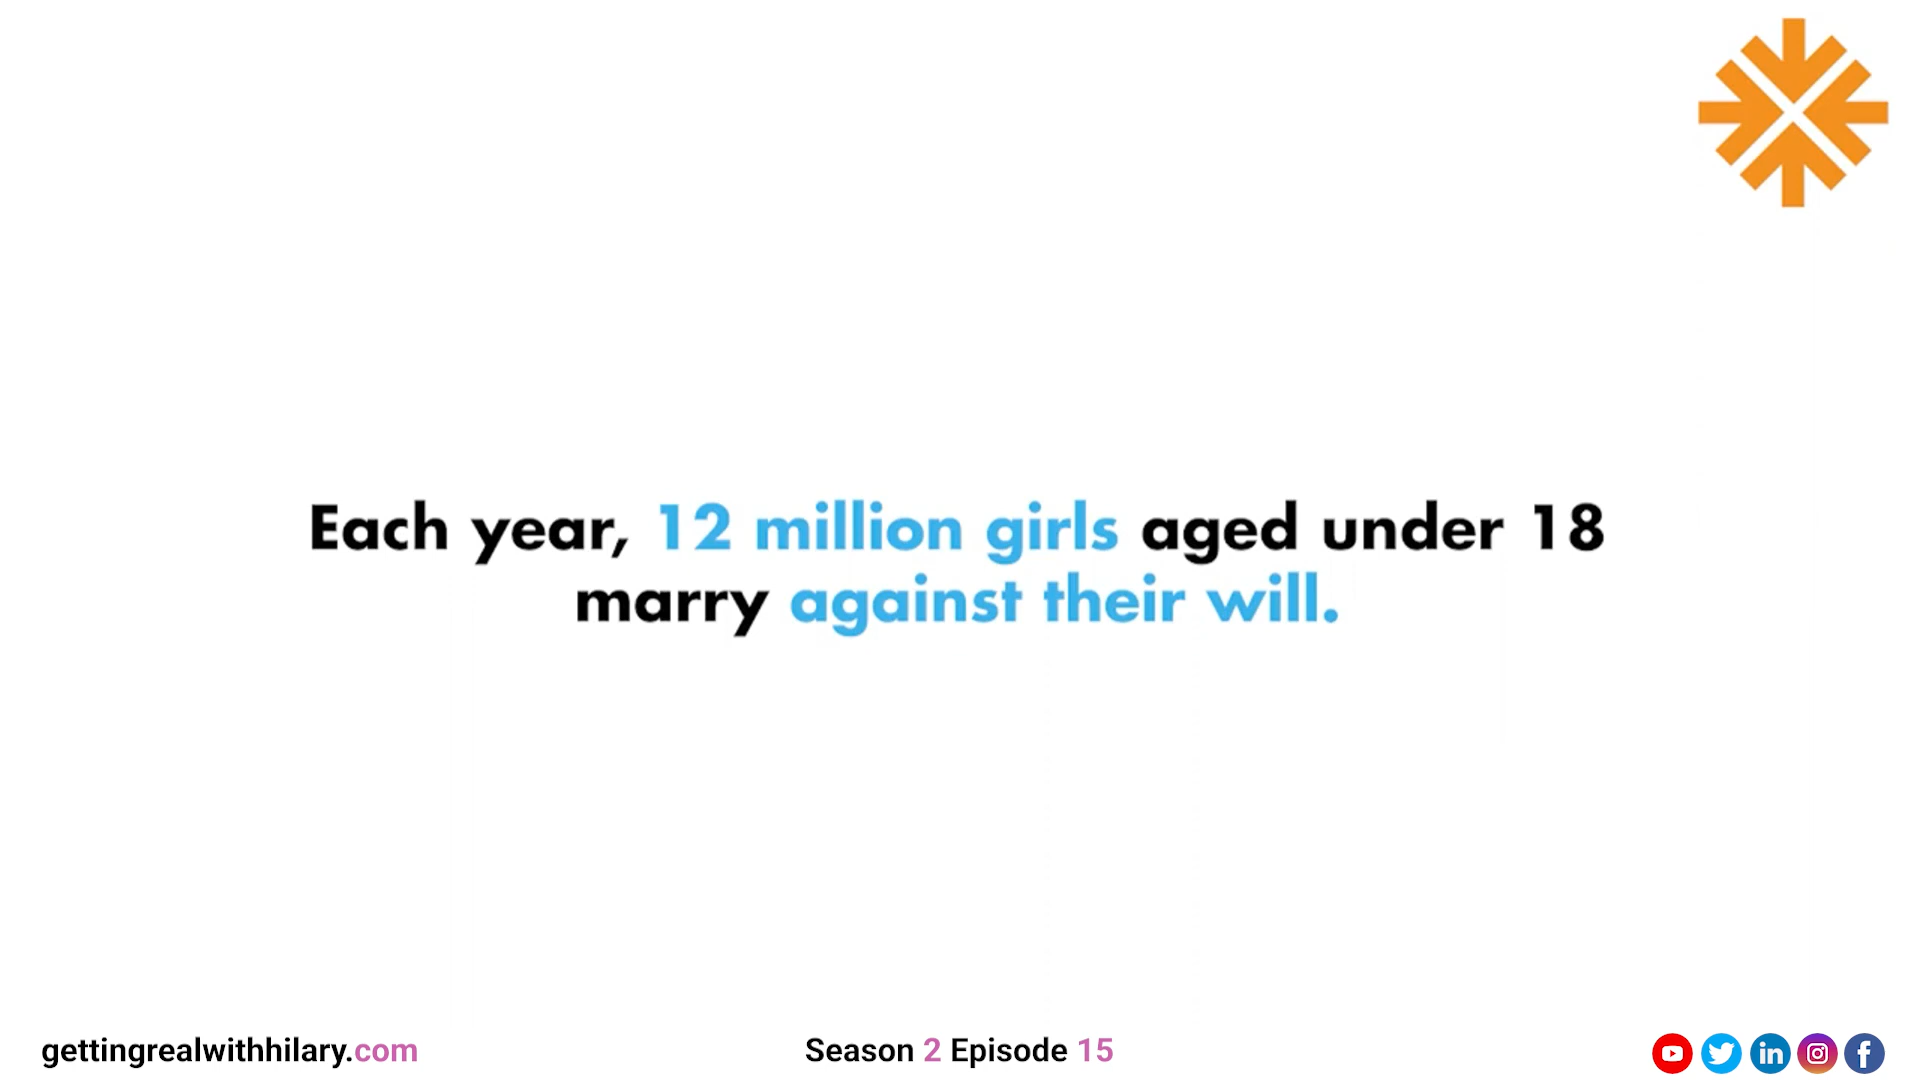 Each year, 12 million girls aged under 18
marry against their will.
gettingrealwithhilary.com
Season 2 Episode 15